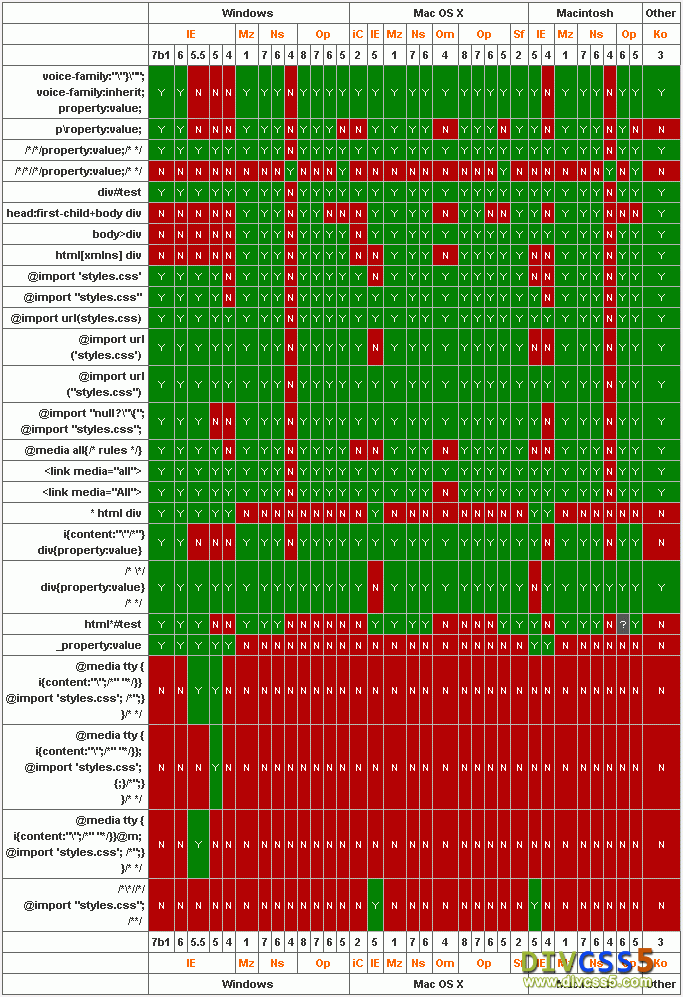 Windows Mac OS X Macintosh Other
IE Mz Ns Op iC IE Mz Ns Om Op Sf IE Mz Ns Op Ko
7b1 6 5.5 5 4 1 7 6 4 8 7 6 5 2 5 1 7 6 4 8 7 6 5 2 5 4 1 7 6 4 6 5 3
voice-family:"\"}\"";
voice-family:inherit; Y Y N N N Y Y Y N Y Y Y Y Y Y Y Y Y Y Y Y Y Y Y Y N Y Y Y N Y Y Y
property:value;
p\roperty:value; Y Y N N N Y Y Y N Y Y Y N N Y Y Y Y N Y Y Y N Y Y N Y Y Y N Y N N
/*/*/property:value;/* */ Y Y Y Y Y Y Y Y N Y Y Y Y Y Y Y Y Y Y Y Y Y Y Y Y Y Y Y Y N Y Y Y
/*/*//*/property:value;/* */ N N N N N N N N Y N N N Y N N N N N N N N N Y N N N N N N Y N Y N
div#test Y Y Y Y Y Y Y Y N Y Y Y Y Y Y Y Y Y Y Y Y Y Y Y Y Y Y Y Y N Y Y Y
head:first-child+body div N N N N N Y Y Y N Y Y N N N Y Y Y Y N Y Y N N Y Y N Y Y Y N N N Y
body>div N N N N N Y Y Y N Y Y Y Y N Y Y Y Y Y Y Y Y Y Y Y Y Y Y Y N Y Y Y
html[xmlns] div N N N N N Y Y Y N Y Y Y Y N N Y Y Y N Y Y Y Y Y N N Y Y Y N Y Y Y
@import 'styles.css' Y Y Y Y N Y Y Y N Y Y Y Y Y N Y Y Y Y Y Y Y Y Y N N Y Y Y N Y Y Y
@import "styles.css" Y Y Y Y N Y Y Y N Y Y Y Y Y Y Y Y Y Y Y Y Y Y Y Y N Y Y Y N Y Y Y
@import url(styles.css) Y Y Y Y Y Y Y Y N Y Y Y Y Y Y Y Y Y Y Y Y Y Y Y Y Y Y Y Y N Y Y Y
@import url
('styles.css') Y Y Y Y Y Y Y Y N Y Y Y Y Y N Y Y Y Y Y Y Y Y Y N N Y Y Y N Y Y Y
@import url
("styles.css") Y Y Y Y Y Y Y Y N Y Y Y Y Y Y Y Y Y Y Y Y Y Y Y Y Y Y Y Y N Y Y Y
@import "null?\"\{";
@import "styles.css"; Y Y Y N N Y Y Y N Y Y Y Y Y Y Y Y Y Y Y Y Y Y Y Y N Y Y Y N Y Y Y
@media all{/* rules */} Y Y Y Y N Y Y Y N Y Y Y Y N N Y Y Y N Y Y Y Y Y N N Y Y Y N Y Y Y
<link media="all"> Y Y Y Y Y Y Y Y N Y Y Y Y Y Y Y Y Y Y Y Y Y Y Y Y Y Y Y Y N Y Y Y
<link media="All"> Y Y Y Y Y Y Y Y N Y Y Y Y Y Y Y Y Y N Y Y Y Y Y Y Y Y Y Y N Y Y Y
* html div Y Y Y Y Y N N N N N N N N N Y N N N N N N N N N Y Y N N N N N N N
i{content:"\"/*"}
div{property:value} Y Y N N N Y Y Y N Y Y Y Y Y Y Y Y Y Y Y Y Y Y Y Y N Y Y Y N Y Y N
/* \*/
div{property:value} Y Y Y Y Y Y Y Y Y Y Y Y Y Y N Y Y Y Y Y Y Y Y Y N Y Y Y Y Y Y Y Y
/* */
html*#test Y Y Y N N Y Y Y N N N N N N Y Y Y Y N N N N Y Y Y N Y Y Y N ? Y N
_property:value Y Y Y Y Y N N N N N N N N N N N N N N N N N N N Y Y N N N N N N N
@media tty {
i{content:"\";/*" "*/}}
@import 'styles.css'; /*";} N N Y Y N N N N N N N N N N N N N N N N N N N N N N N N N N N N N
}/* */
@media tty {
i{content:"\";/*" "*/}};
@import 'styles.css'; N N N Y N N N N N N N N N N N N N N N N N N N N N N N N N N N N N
{;}/*";}
}/* */
@media tty {
i{content:"\";/*" "*/}}@m;
@import 'styles.css'; /*";} N N Y N N N N N N N N N N N N N N N N N N N N N N N N N N N N N N
}/* */
/*\*//*/
@import "styles.css"; N N N N N N N N N N N N N N Y N N N N N N N N N Y N N N N N N N N
/**/
7b1 6 5.5 5 4 1 7 6 4 8 7 6 5 2 5 1 7 6 4 8 7 6 5 2 5 4 1 7 6 4 6 5 3
IE Mz Ns Op iC IE Mz Ns Om Op Sf IE Mz Ns Op Ko
Windows Mac OS X Macintosh Other
DIVCSS5
www.divcss5.com